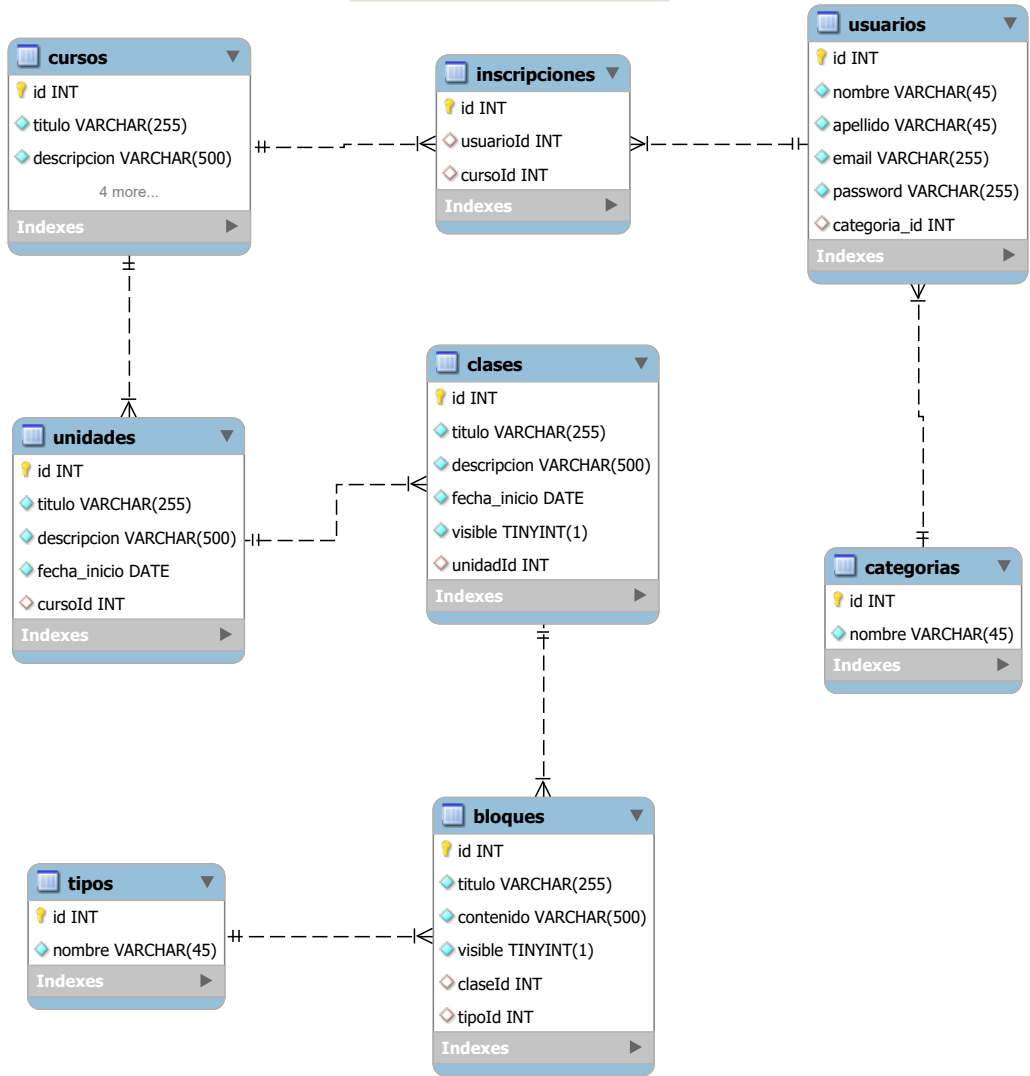 cursos
id INT
titulo VARCHAR(255)
descripcion VARCHAR(500)
4 more...
Indexes
inscripciones
id INT
usuarioId INT
cursoId INT
Indexes
usuarios
id INT
nombre VARCHAR(45)
apellido VARCHAR(45)
email VARCHAR(255)
password VARCHAR(255)
categoria_id INT
Indexes
unidades
id INT
titulo VARCHAR(255)
descripcion VARCHAR(500)
fecha_inicio DATE
cursoId INT
Indexes
clases
id INT
titulo VARCHAR(255)
descripcion VARCHAR(500)
fecha_inicio DATE
visible TINYINT(1)
unidadId INT
Indexes
categorias
id INT
nombre VARCHAR(45)
Indexes
tipos
id INT
nombre VARCHAR(45)
Indexes
bloques
id INT
titulo VARCHAR(255)
contenido VARCHAR(500)
visible TINYINT(1)
claseId INT
tipoId INT
Indexes